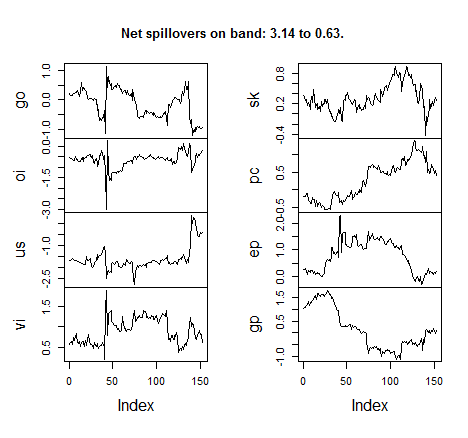 Net spillovers on band: 3.14 to 0.63.
go
-1.0 0.0 1.0
oi
-3.0 -1.5 0.0
us
-2.5 -1.0
vi
0.5 1.5
0 50 100 150
Index
sk
-0.4 0.2 0.8
pc
-0.5 0.5
ep
0.0 1.0 2.0
gp
-1.0 0.5 1.5
0 50 100 150
Index